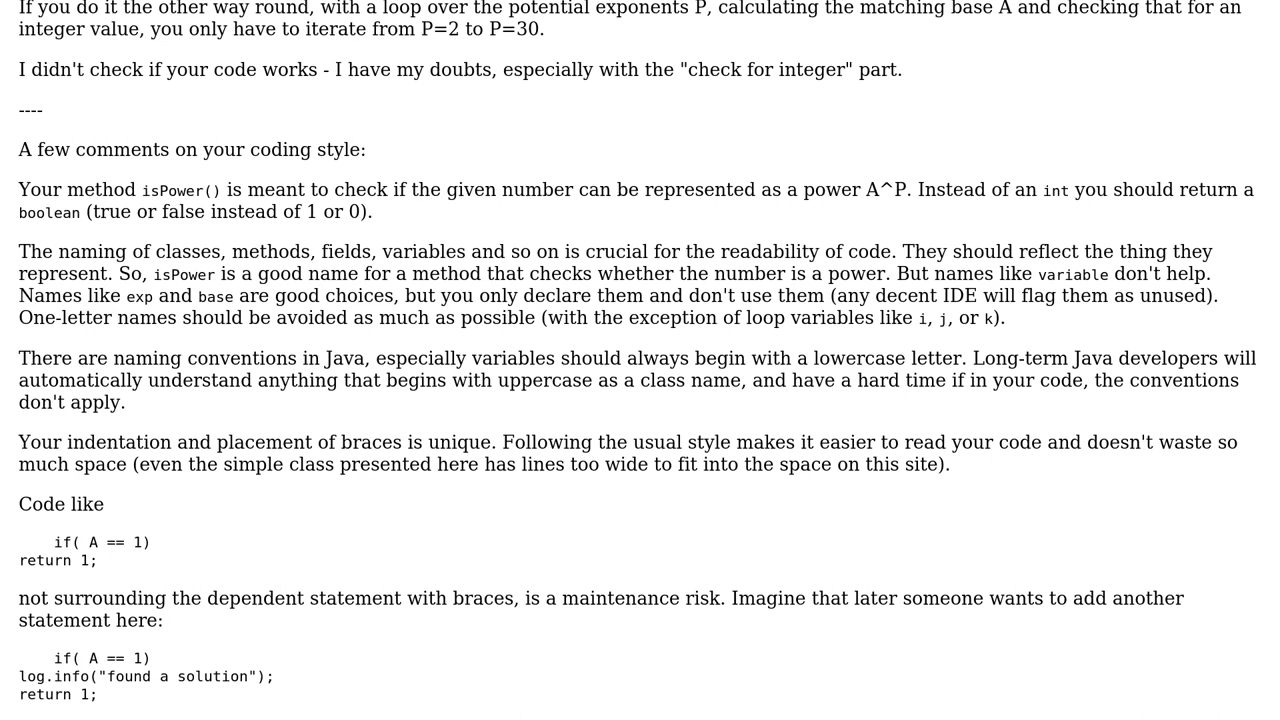 If you do it the other way round, with a loop over the potential exponents P, calculating the matching base A and checking that for an
integer value, you only have to iterate from P=2 to P=30.
I didn't check if your code works - I have my doubts, especially with the "check for integer" part.
----
A few comments on your coding style:
Your method isPower() is meant to check if the given number can be represented as a power A^P. Instead of an int you should return a
boolean (true or false instead of 1 or 0).
The naming of classes, methods, fields, variables and so on is crucial for the readability of code. They should reflect the thing they
represent. So, isPower is a good name for a method that checks whether the number is a power. But names like variable don't help.
Names like exp and base are good choices, but you only declare them and don't use them (any decent IDE will flag them as unused).
One-letter names should be avoided as much as possible (with the exception of loop variables like i, j, or k).
There are naming conventions in Java, especially variables should always begin with a lowercase letter. Long-term Java developers will
automatically understand anything that begins with uppercase as a class name, and have a hard time if in your code, the conventions
don't apply.
Your indentation and placement of braces is unique. Following the usual style makes it easier to read your code and doesn't waste so
much space (even the simple class presented here has lines too wide to fit into the space on this site).
Code like
    if( A == 1)
return 1;
not surrounding the dependent statement with braces, is a maintenance risk. Imagine that later someone wants to add another
statement here:
    if( A == 1)
log.info("found a solution");
return 1;